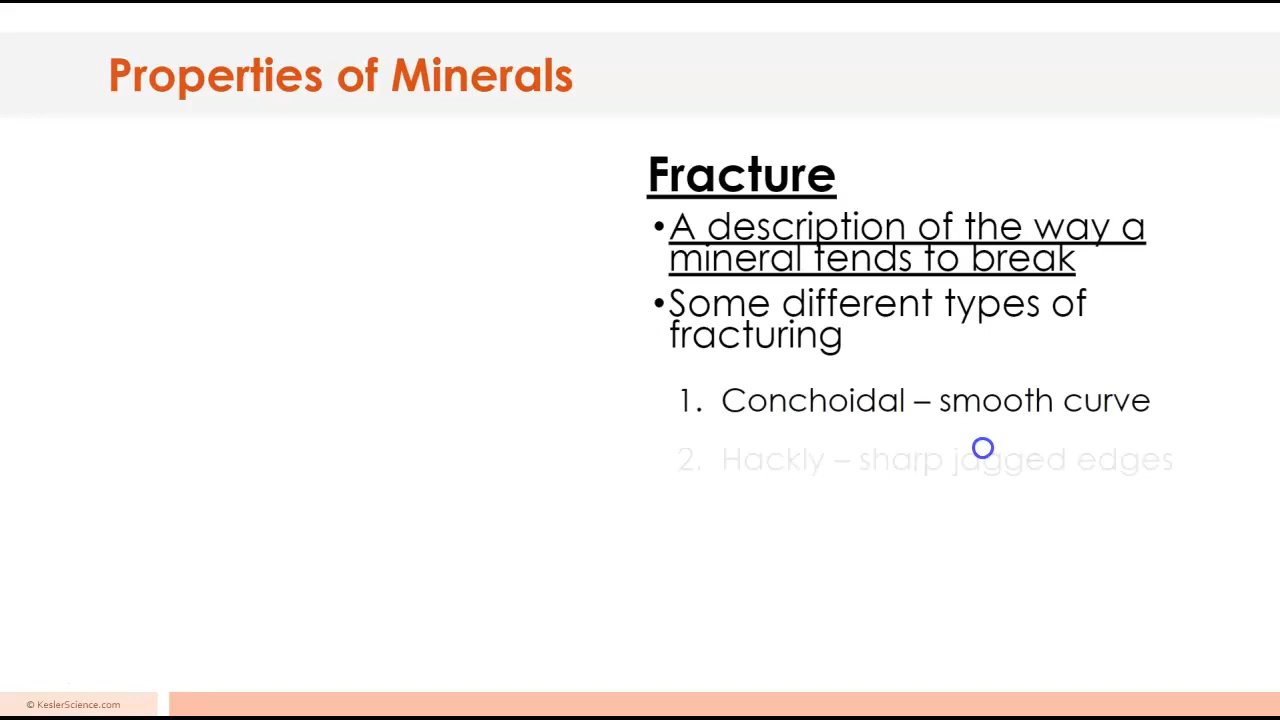 Properties of Minerals
Fracture
•A description of the way a
mineral tends to break
•Some different types of
fracturing
1. Conchoidal – smooth curve
2. Hackly – sharp jagged edges
© KeslerScience.com